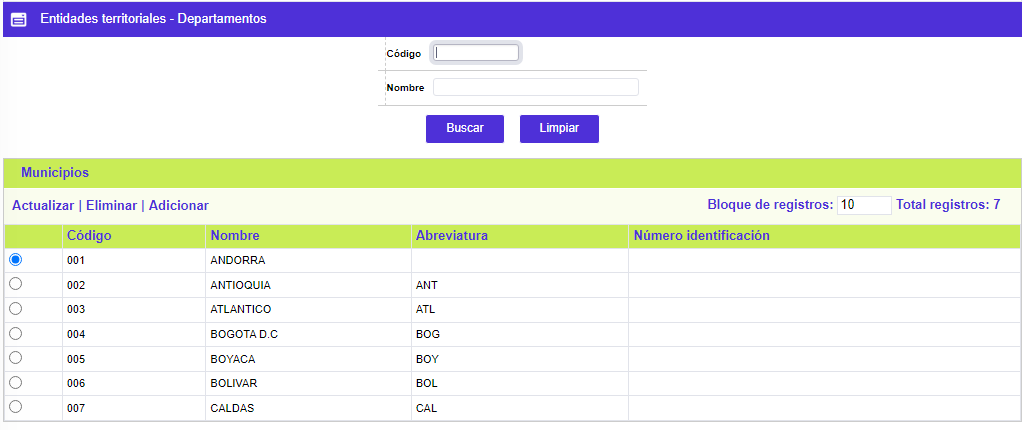 Entidades territoriales - Departamentos
Código
Nombre
Buscar Limpiar
Municipios
Actualizar | Eliminar | Adicionar Bloque de registros: 10 Total registros: 7
Código Nombre Abreviatura Número identificación
001 ANDORRA
002 ANTIOQUIA ANT
003 ATLANTICO ATL
004 BOGOTA D.C BOG
005 BOYACA BOY
006 BOLIVAR BOL
007 CALDAS CAL